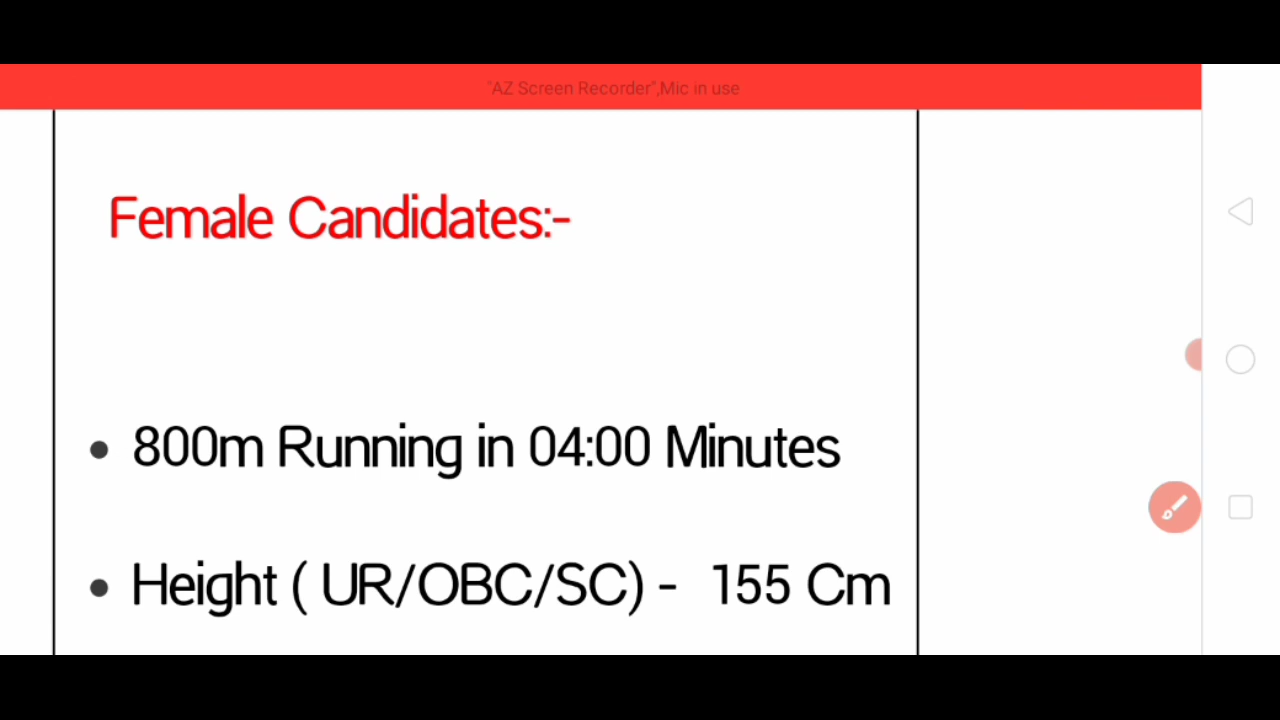 "AZ Screen Recorder",Mic in use
Female Candidates:-
• 800m Running in 04:00 Minutes
• Height ( UR/OBC/SC) - 155 Cm